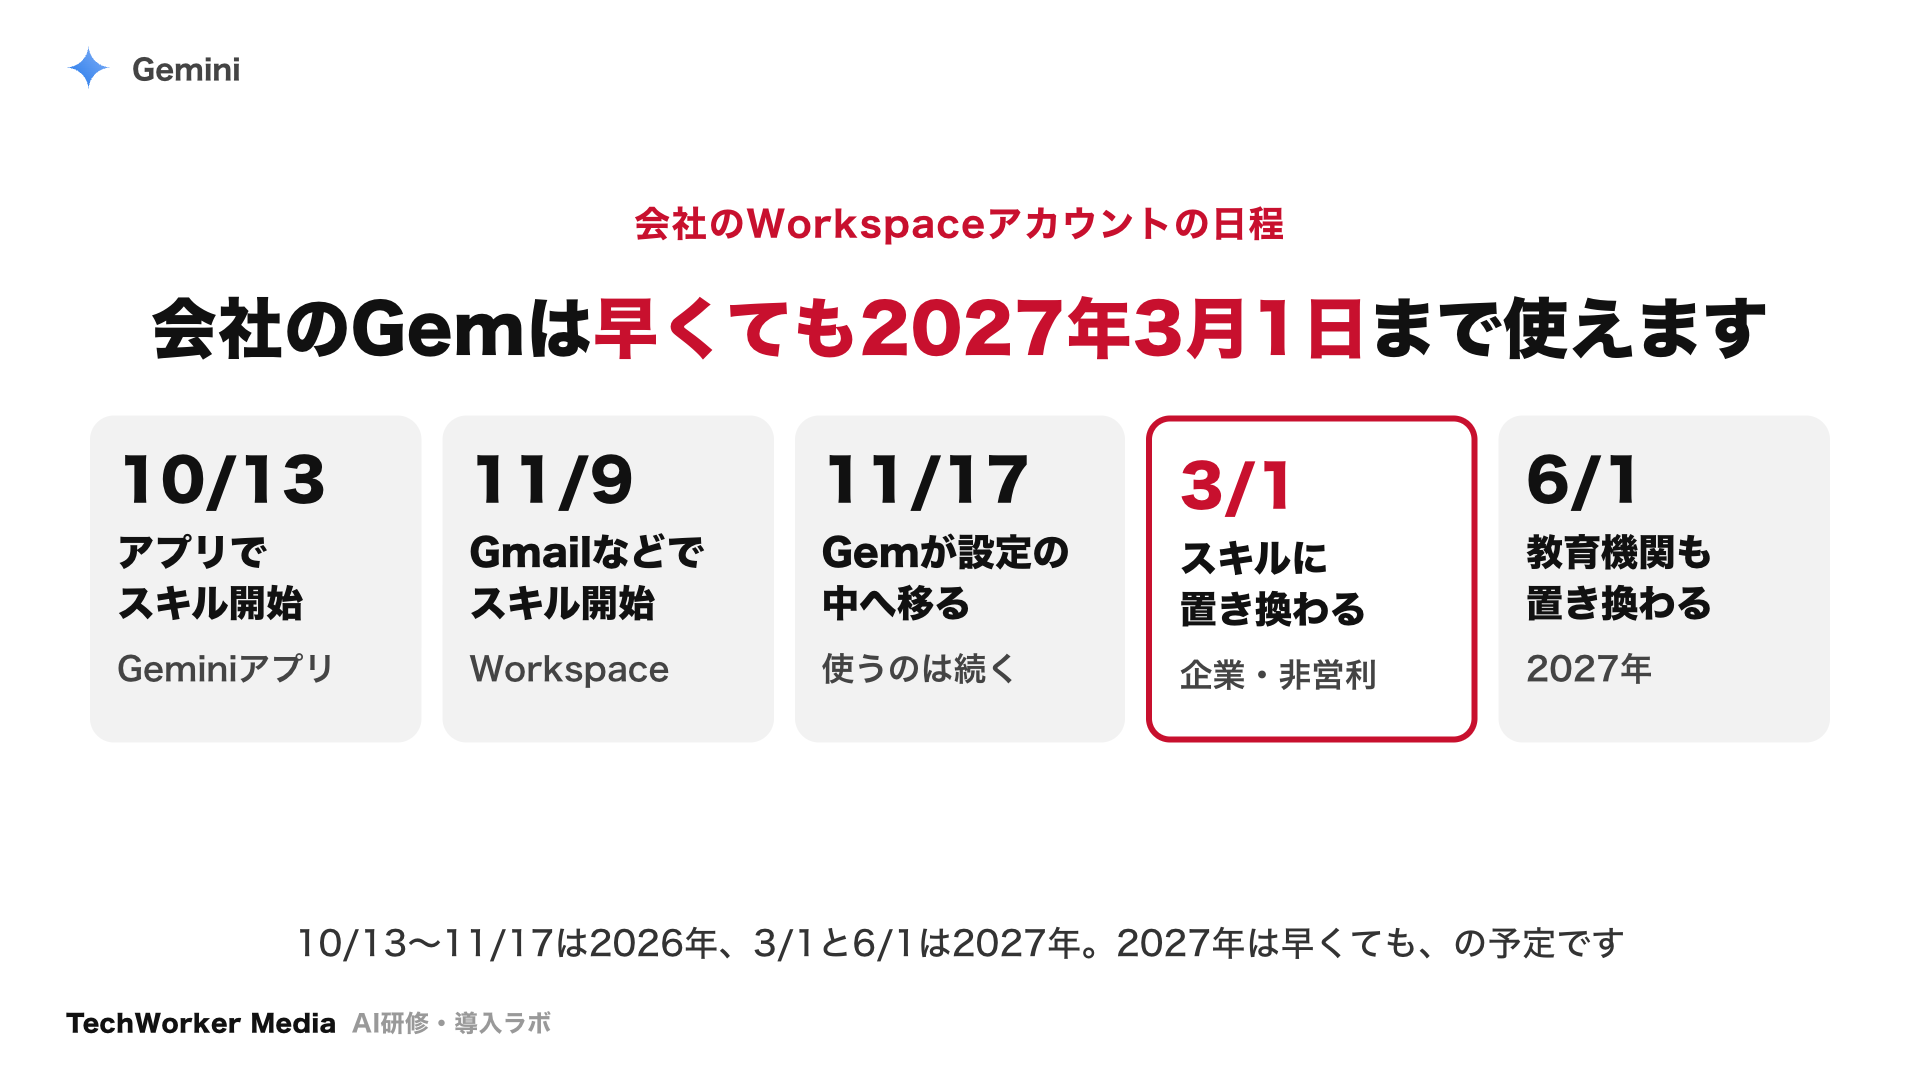 Gemini
会社のWorkspaceアカウントの日程
会社のGemは早くても2027年3月1日まで使えます
10/13
アプリで
スキル開始
Geminiアプリ
11/9
Gmailなどで
スキル開始
Workspace
11/17
Gemが設定の
中へ移る
使うのは続く
3/1
スキルに
置き換わる
企業・非営利
6/1
教育機関も
置き換わる
2027年
10/13〜11/17は2026年、3/1と6/1は2027年。2027年は早くても、の予定です
TechWorker Media AI研修・導入ラボ